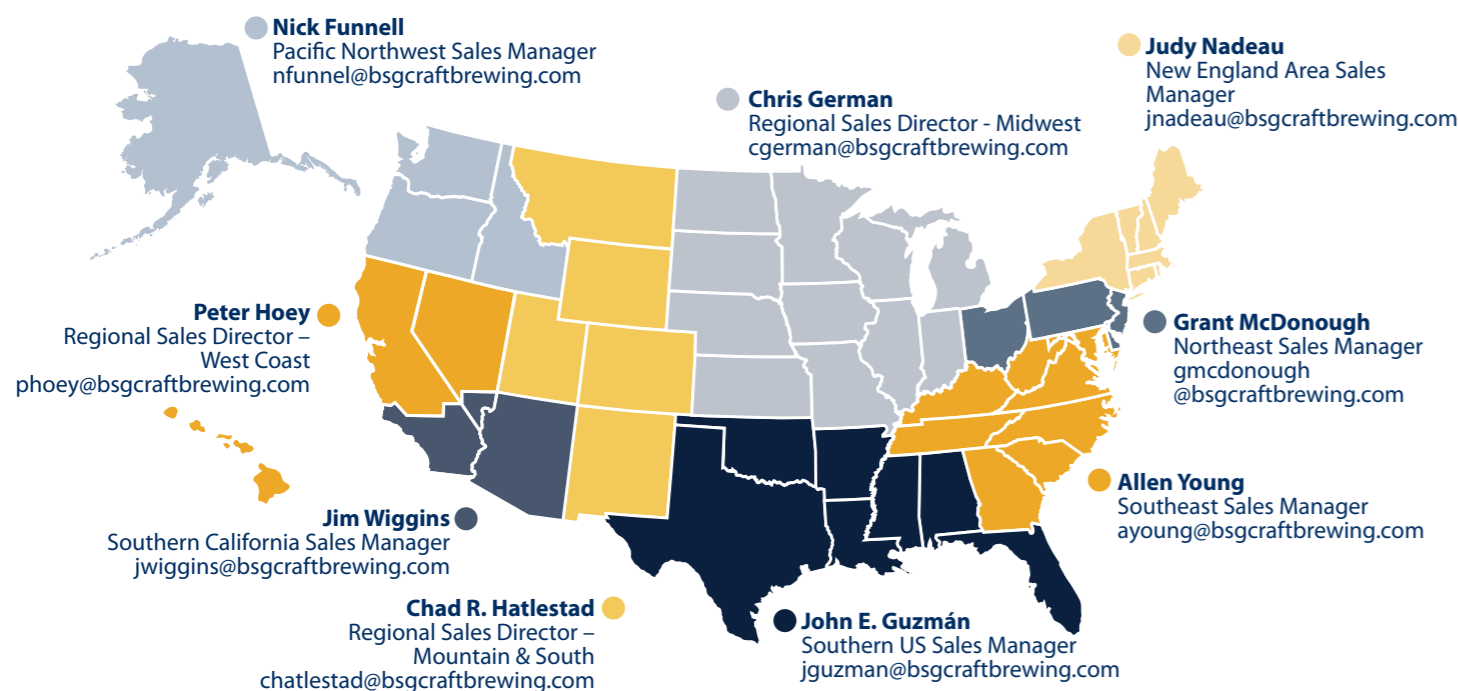 Nick Funnell
Pacific Northwest Sales Manager
nfunnel@bsgcraftbrewing.com
Judy Nadeau
New England Area Sales
Manager
jnadeau@bsgcraftbrewing.com
Chris German
Regional Sales Director - Midwest
cgerman@bsgcraftbrewing.com
Peter Hoey
Regional Sales Director –
West Coast
phoey@bsgcraftbrewing.com
Grant McDonough
Northeast Sales Manager
gmcdonough
@bsgcraftbrewing.com
Allen Young
Southeast Sales Manager
ayoung@bsgcraftbrewing.com
Jim Wiggins
Southern California Sales Manager
jwiggins@bsgcraftbrewing.com
Chad R. Hatlestad
Regional Sales Director –
Mountain & South
chatlestad@bsgcraftbrewing.com
John E. Guzmán
Southern US Sales Manager
jguzman@bsgcraftbrewing.com